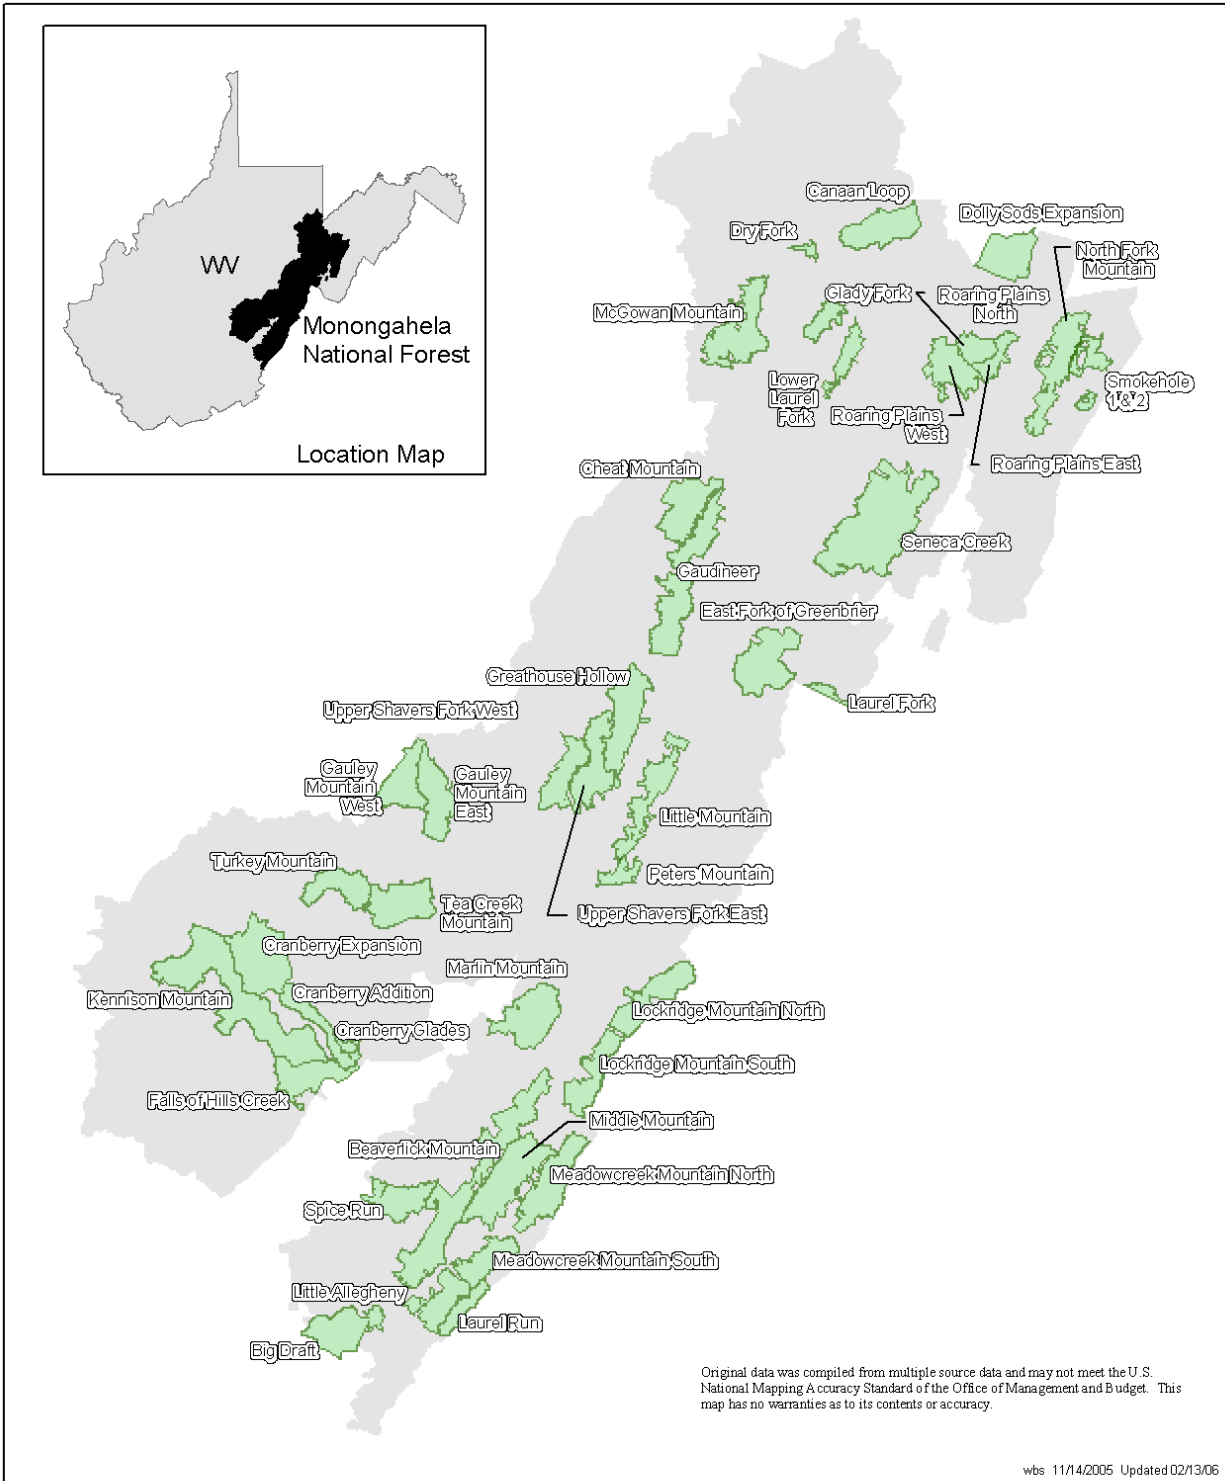 WV
Monongahela
National Forest
Location Map
Canaan Loop
Dolly Sods Expansion
Dry Fork
North Fork
Mountain
Glady Fork
Roaring Plains
North
McGowan Mountain
Lower
Laurel
Fork
Smokehole
1 & 2
Roaring Plains
West
Roaring Plains East
Cheat Mountain
Seneca Creek
Gaudineer
East Fork of Greenbrier
Greathouse Hollow
Laurel Fork
Upper Shavers Fork West
Gauley
Mountain
West
Gauley
Mountain
East
Little Mountain
Turkey Mountain
Peters Mountain
Tea Creek
Mountain
Upper Shavers Fork East
Cranberry Expansion
Marlin Mountain
Kennison Mountain
Cranberry Addition
Lockridge Mountain North
Cranberry Glades
Lockridge Mountain South
Falls of Hills Creek
Middle Mountain
Beaverlick Mountain
Meadowcreek Mountain North
Spice Run
Meadowcreek Mountain South
Little Allegheny
Laurel Run
Big Draft
Original data was compiled from multiple source data and may not meet the U.S.
National Mapping Accuracy Standard of the Office of Management and Budget. This
map has no warranties as to its contents or accuracy.
wbs 11/14/2005 Updated 02/13/06